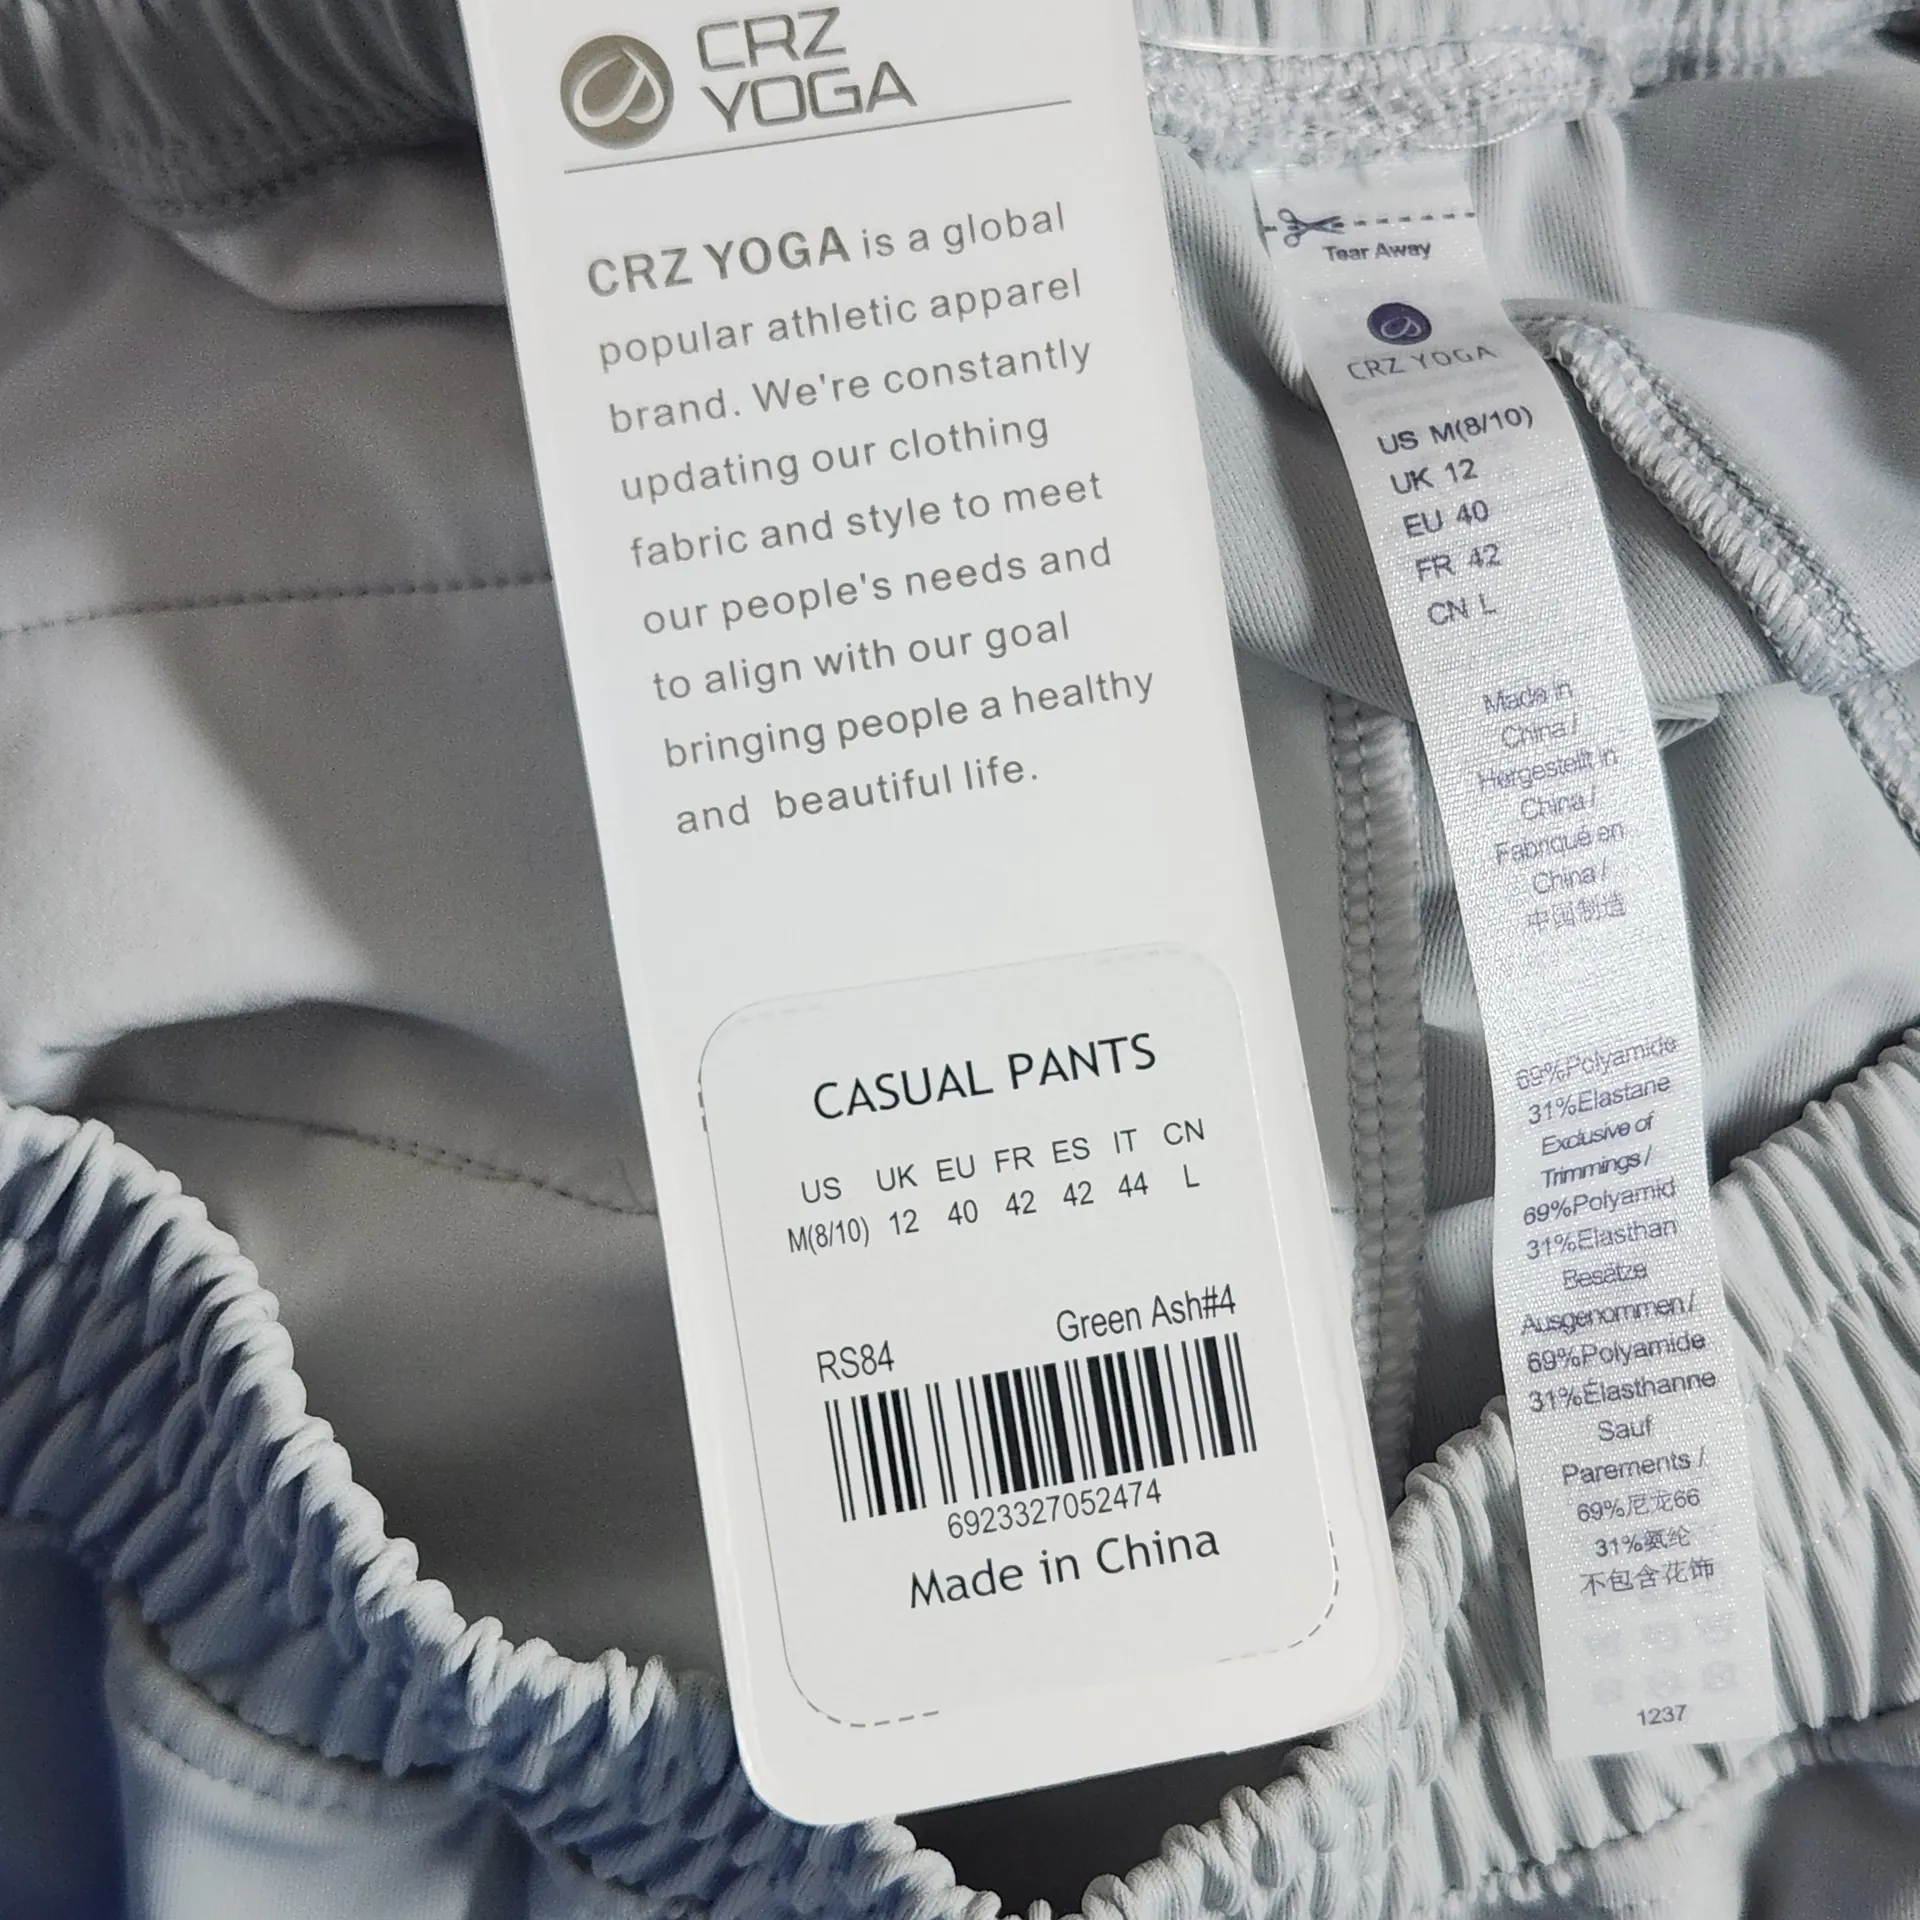 CRZ
YOGA
CRZ YOGA is a global
popular athletic apparel
brand. We're constantly
updating our clothing
fabric and style to meet
our people's needs and
to align with our goal
bringing people a healthy
and beautiful life.
CASUAL PANTS
US UK EU FR ES IT CN
M(8/10) 12 40 42 42 44 L
RS84 Green Ash#4
6923327052474
Made in China
Tear Away
CRZ YOGA
US M(8/10)
UK 12
EU 40
FR 42
CN L
Made in
China /
Hergestellt in
China /
Fabriqué en
China /
中国制造
69%Polyamide
31%Elastane
Exclusive of
Trimmings /
69%Polyamid
31%Elasthan
Besätze
Ausgenommen /
69%Polyamide
31%Élasthanne
Sauf
Parements /
69%尼龙66
31%氨纶
不包含花饰
1237